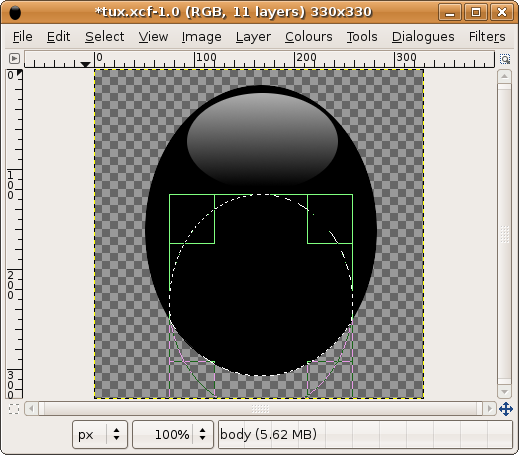 *tux.xcf-1.0 (RGB, 11 layers) 330x330
File Edit Select View Image Layer Colours Tools Dialogues Filters
0 100 200 300
0
100
200
300
px 100% body (5.62 MB)